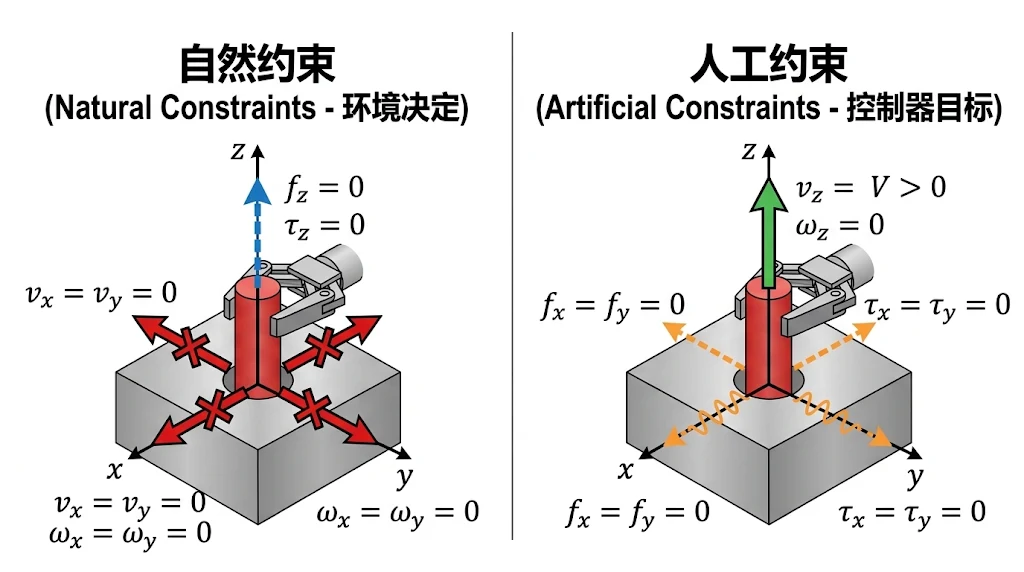 自然约束
(Natural Constraints - 环境决定)
z
f_z = 0
τ_z = 0
v_x = v_y = 0
x
y
v_x = v_y = 0
ω_x = ω_y = 0
ω_x = ω_y = 0
人工约束
(Artificial Constraints - 控制器目标)
z
v_z = V > 0
ω_z = 0
f_x = f_y = 0
τ_x = τ_y = 0
x
y
f_x = f_y = 0
τ_x = τ_y = 0